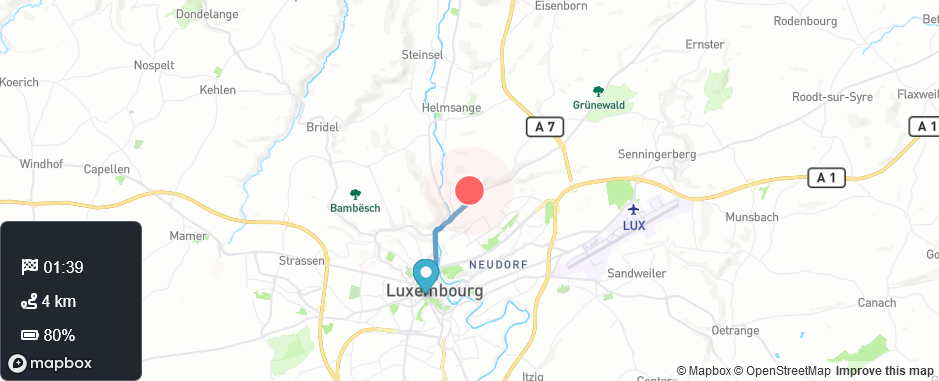 Dondelange
Eisenborn
Rodenbourg
Steinsel
Ernster
Nospelt
Koerich
Kehlen
Helmsange
Grünewald
Roodt-sur-Syre
Flaxweil
Bridel
A 7
A 1
Senningerberg
Windhof
Capellen
A 1
Bambësch
Munsbach
LUX
Mamer
Strassen
NEUDORF
Sandweiler
01:39
Luxembourg
4 km
Canach
80%
Oetrange
mapbox
Itzig
Contern
© Mapbox © OpenStreetMap Improve this map